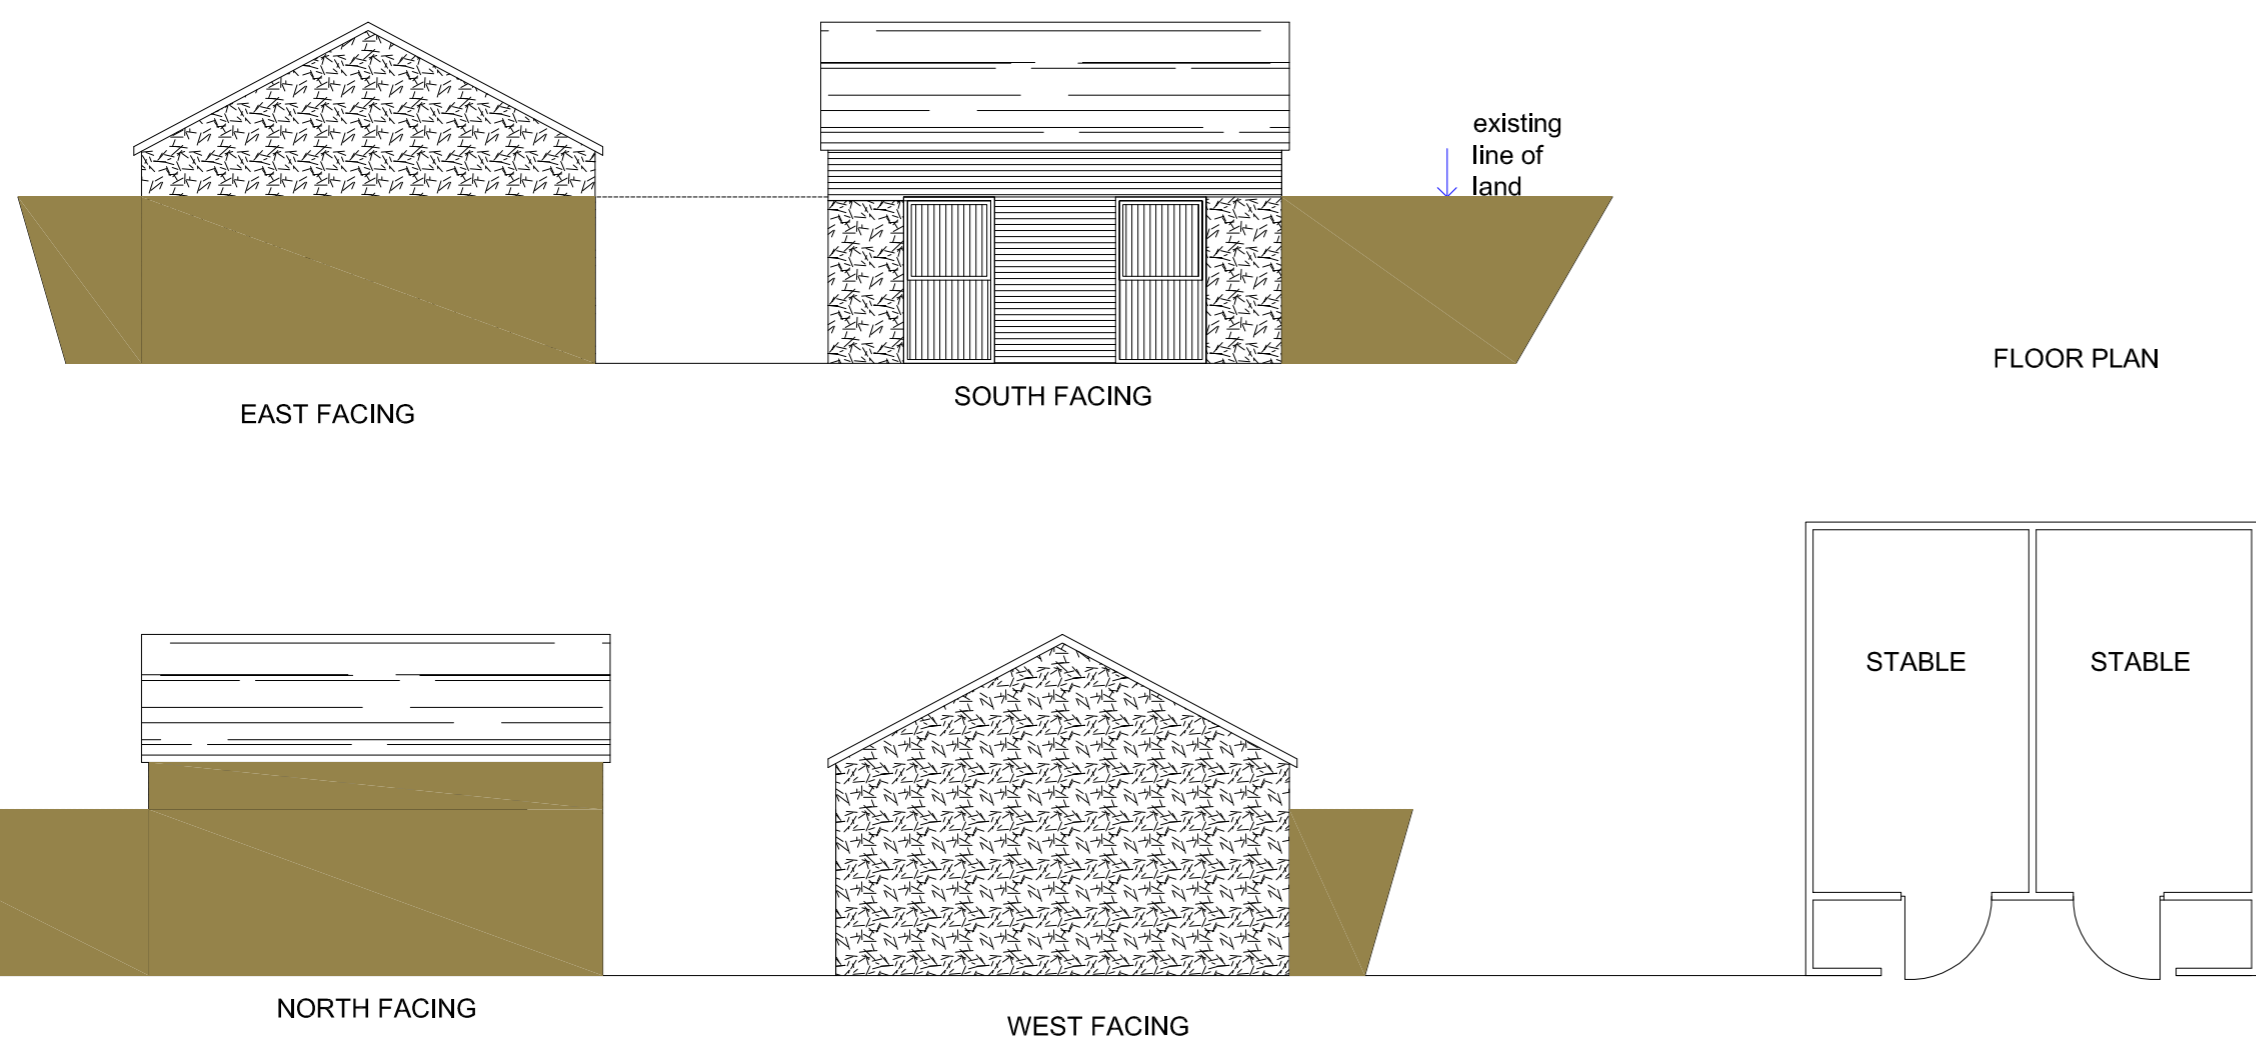 existing
line of
land
FLOOR PLAN
EAST FACING
SOUTH FACING
STABLE
STABLE
NORTH FACING
WEST FACING